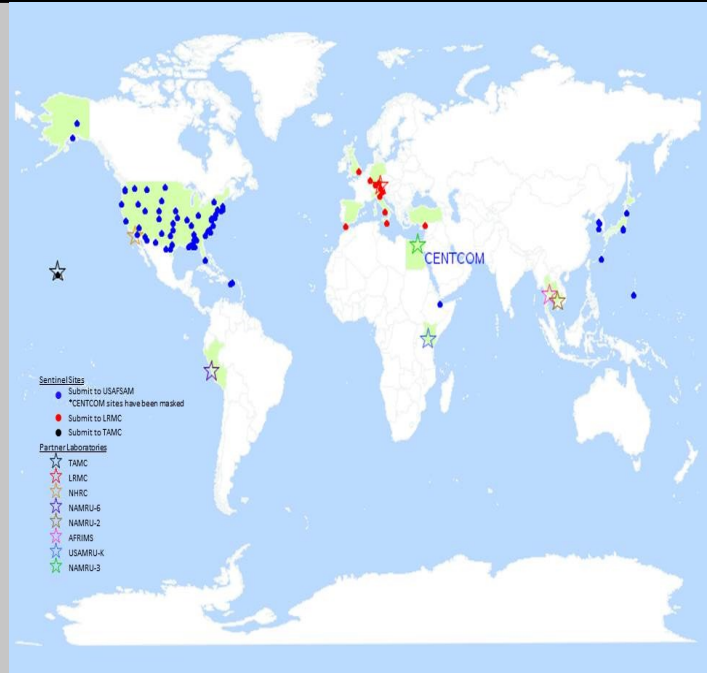 CENTCOM
Sentinel Sites
Submit to USAFSAM
*CENTCOM sites have been masked
Submit to LRMC
Submit to TAMC
Partner Laboratories
TAMC
LRMC
NHRC
NAMRU-6
NAMRU-2
AFRIMS
USAMRU-K
NAMRU-3